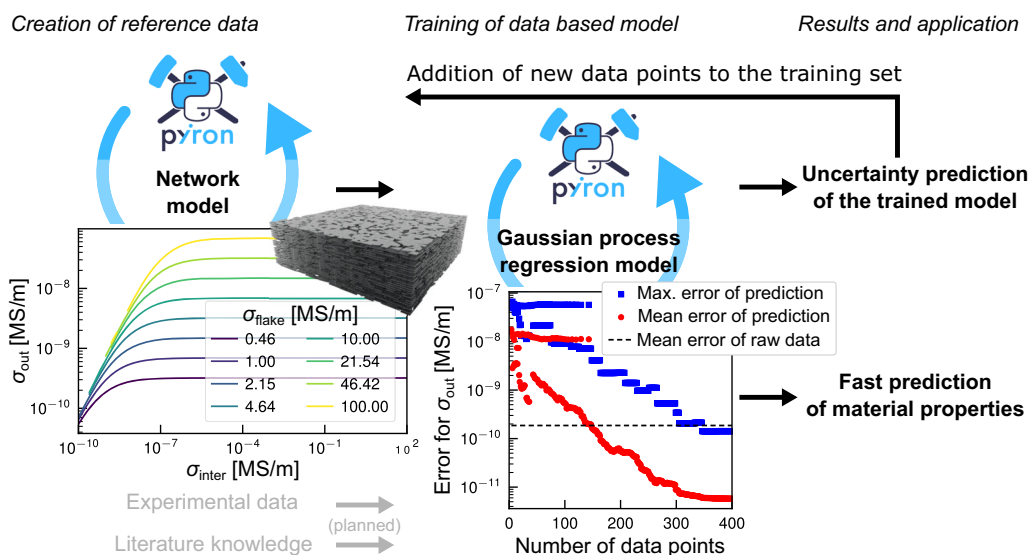 Creation of reference data
Training of data based model
Results and application
Addition of new data points to the training set
pyiron
Network
model
pyiron
Gaussian process
regression model
Uncertainty prediction
of the trained model
Fast prediction
of material properties
σout [MS/m]
10⁻⁸
10⁻⁹
10⁻¹⁰
σflake [MS/m]
0.46
1.00
2.15
4.64
10.00
21.54
46.42
100.00
10⁻¹⁰ 10⁻⁷ 10⁻⁴ 10⁻¹ 10²
σinter [MS/m]
Error for σout [MS/m]
10⁻⁷
10⁻⁸
10⁻⁹
10⁻¹⁰
10⁻¹¹
Max. error of prediction
Mean error of prediction
Mean error of raw data
0 100 200 300 400
Number of data points
Experimental data
(planned)
Literature knowledge